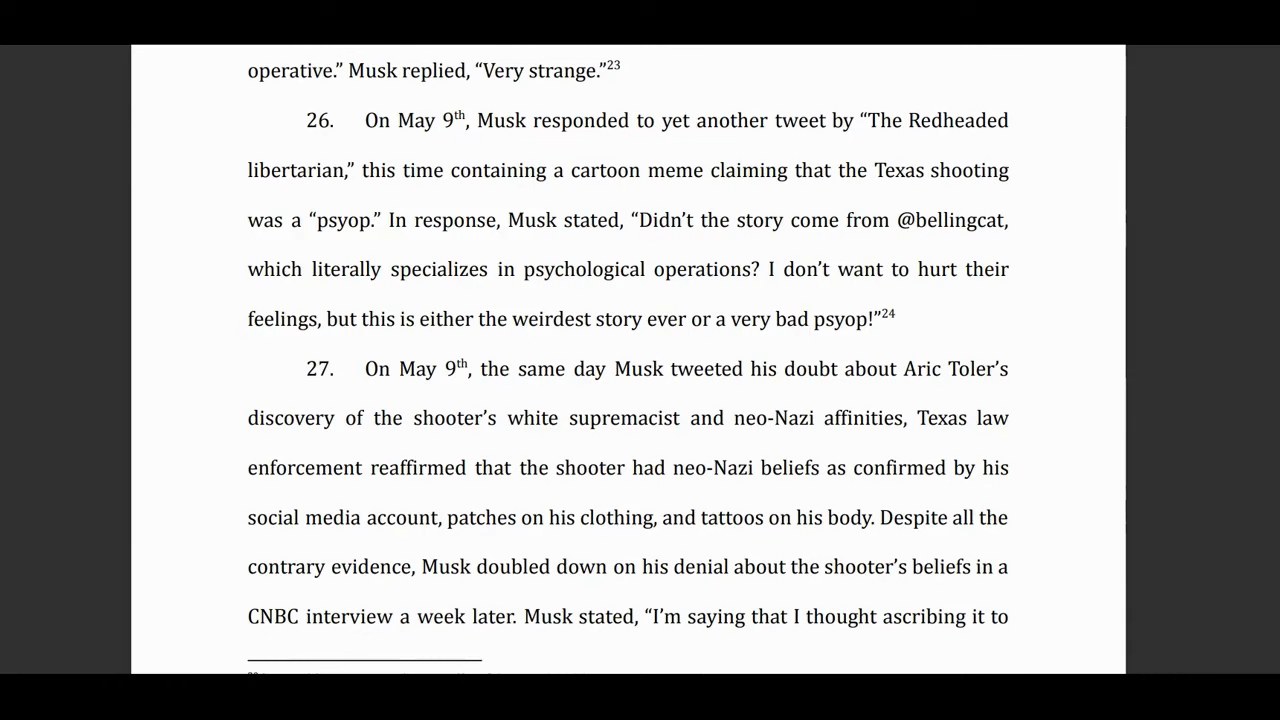 operative.” Musk replied, “Very strange.”23
26. On May 9th, Musk responded to yet another tweet by “The Redheaded
libertarian,” this time containing a cartoon meme claiming that the Texas shooting
was a “psyop.” In response, Musk stated, “Didn’t the story come from @bellingcat,
which literally specializes in psychological operations? I don’t want to hurt their
feelings, but this is either the weirdest story ever or a very bad psyop!”24
27. On May 9th, the same day Musk tweeted his doubt about Aric Toler’s
discovery of the shooter’s white supremacist and neo-Nazi affinities, Texas law
enforcement reaffirmed that the shooter had neo-Nazi beliefs as confirmed by his
social media account, patches on his clothing, and tattoos on his body. Despite all the
contrary evidence, Musk doubled down on his denial about the shooter’s beliefs in a
CNBC interview a week later. Musk stated, “I’m saying that I thought ascribing it to